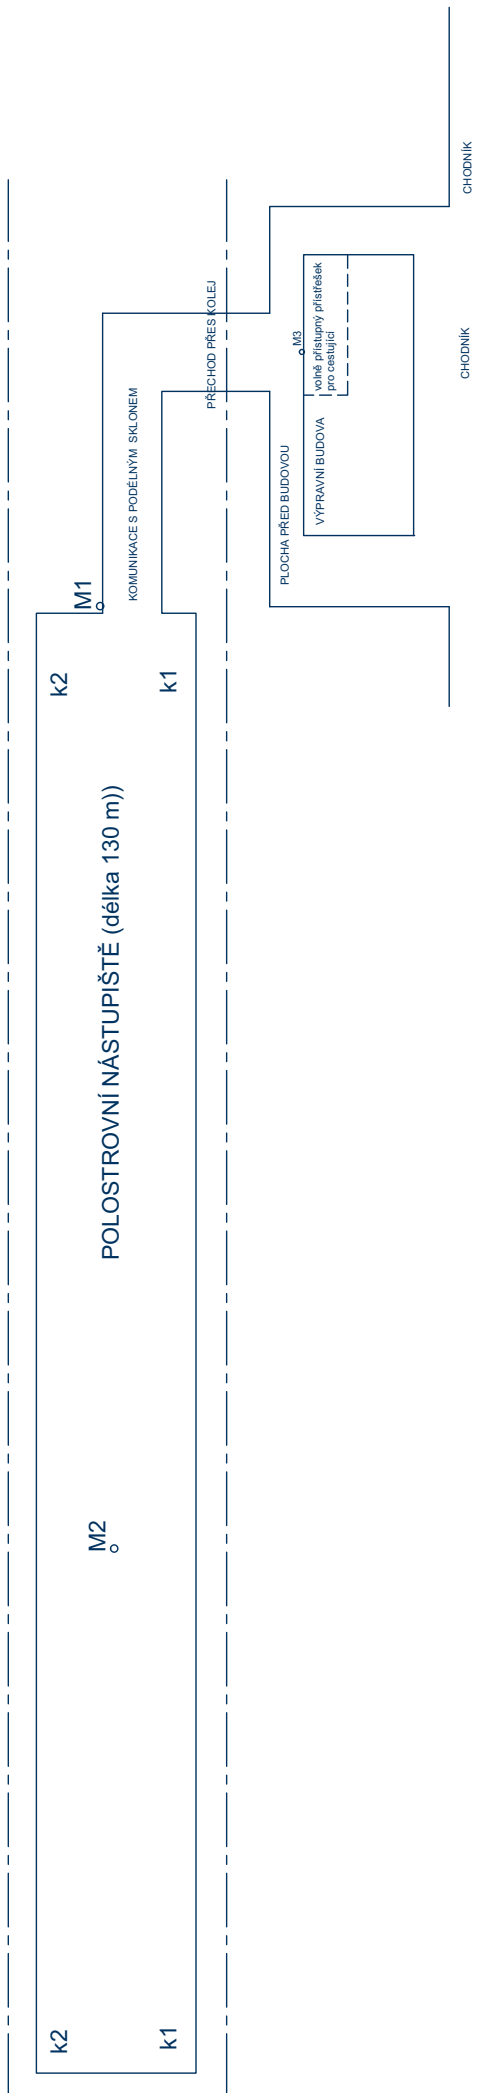 CHODNÍK
CHODNÍK
M3
volně přístupný přístřešek
pro cestující
VÝPRAVNÍ BUDOVA
PLOCHA PŘED BUDOVOU
PŘECHOD PŘES KOLEJ
KOMUNIKACE S PODÉLNÝM SKLONEM
M1
k2
k1
POLOSTROVNÍ NÁSTUPIŠTĚ (délka 130 m))
M2
k2
k1